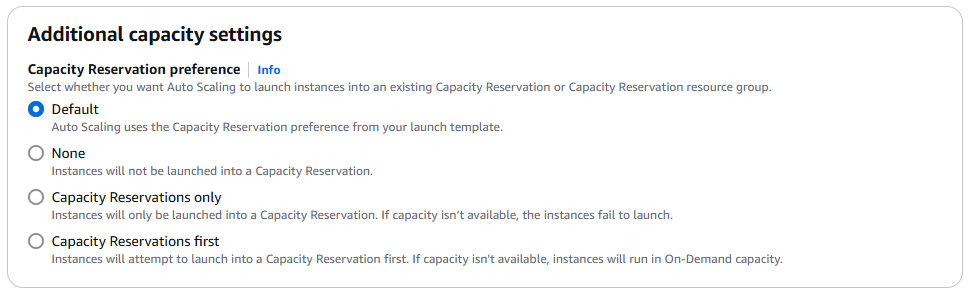 Additional capacity settings
Capacity Reservation preference Info
Select whether you want Auto Scaling to launch instances into an existing Capacity Reservation or Capacity Reservation resource group.
Default
Auto Scaling uses the Capacity Reservation preference from your launch template.
None
Instances will not be launched into a Capacity Reservation.
Capacity Reservations only
Instances will only be launched into a Capacity Reservation. If capacity isn't available, the instances fail to launch.
Capacity Reservations first
Instances will attempt to launch into a Capacity Reservation first. If capacity isn't available, instances will run in On-Demand capacity.